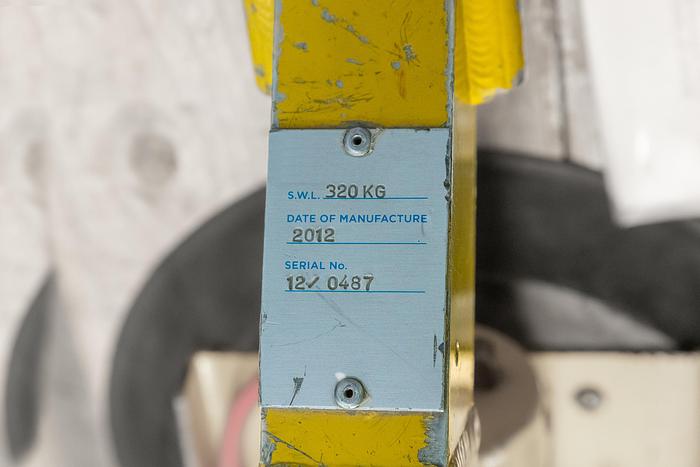 S.W.L. 320 KG
DATE OF MANUFACTURE
2012
SERIAL No.
12/ 0487